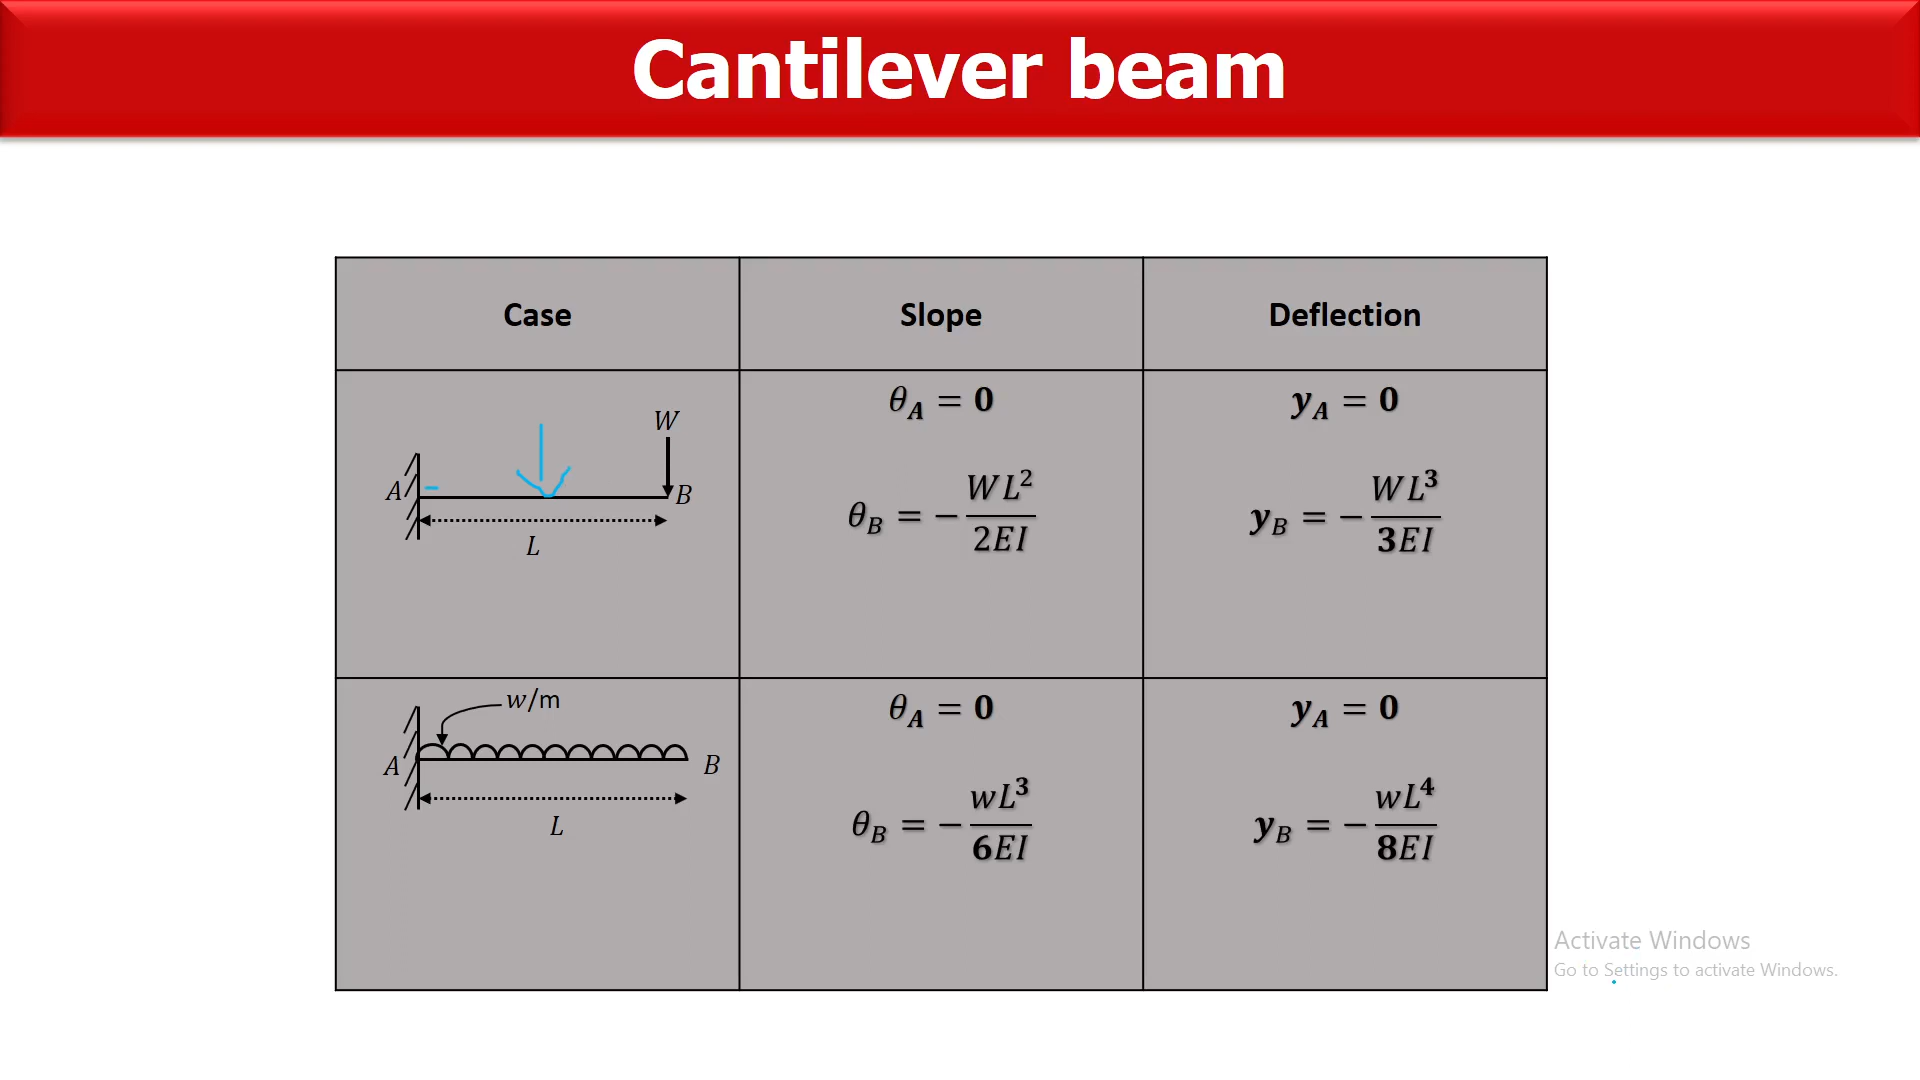 Cantilever beam
Case
Slope
Deflection
W
A
B
L
θ_A = 0
θ_B = − WL²/2EI
y_A = 0
y_B = − WL³/3EI
w/m
A
B
L
θ_A = 0
θ_B = − wL³/6EI
y_A = 0
y_B = − wL⁴/8EI
Activate Windows
Go to Settings to activate Windows.